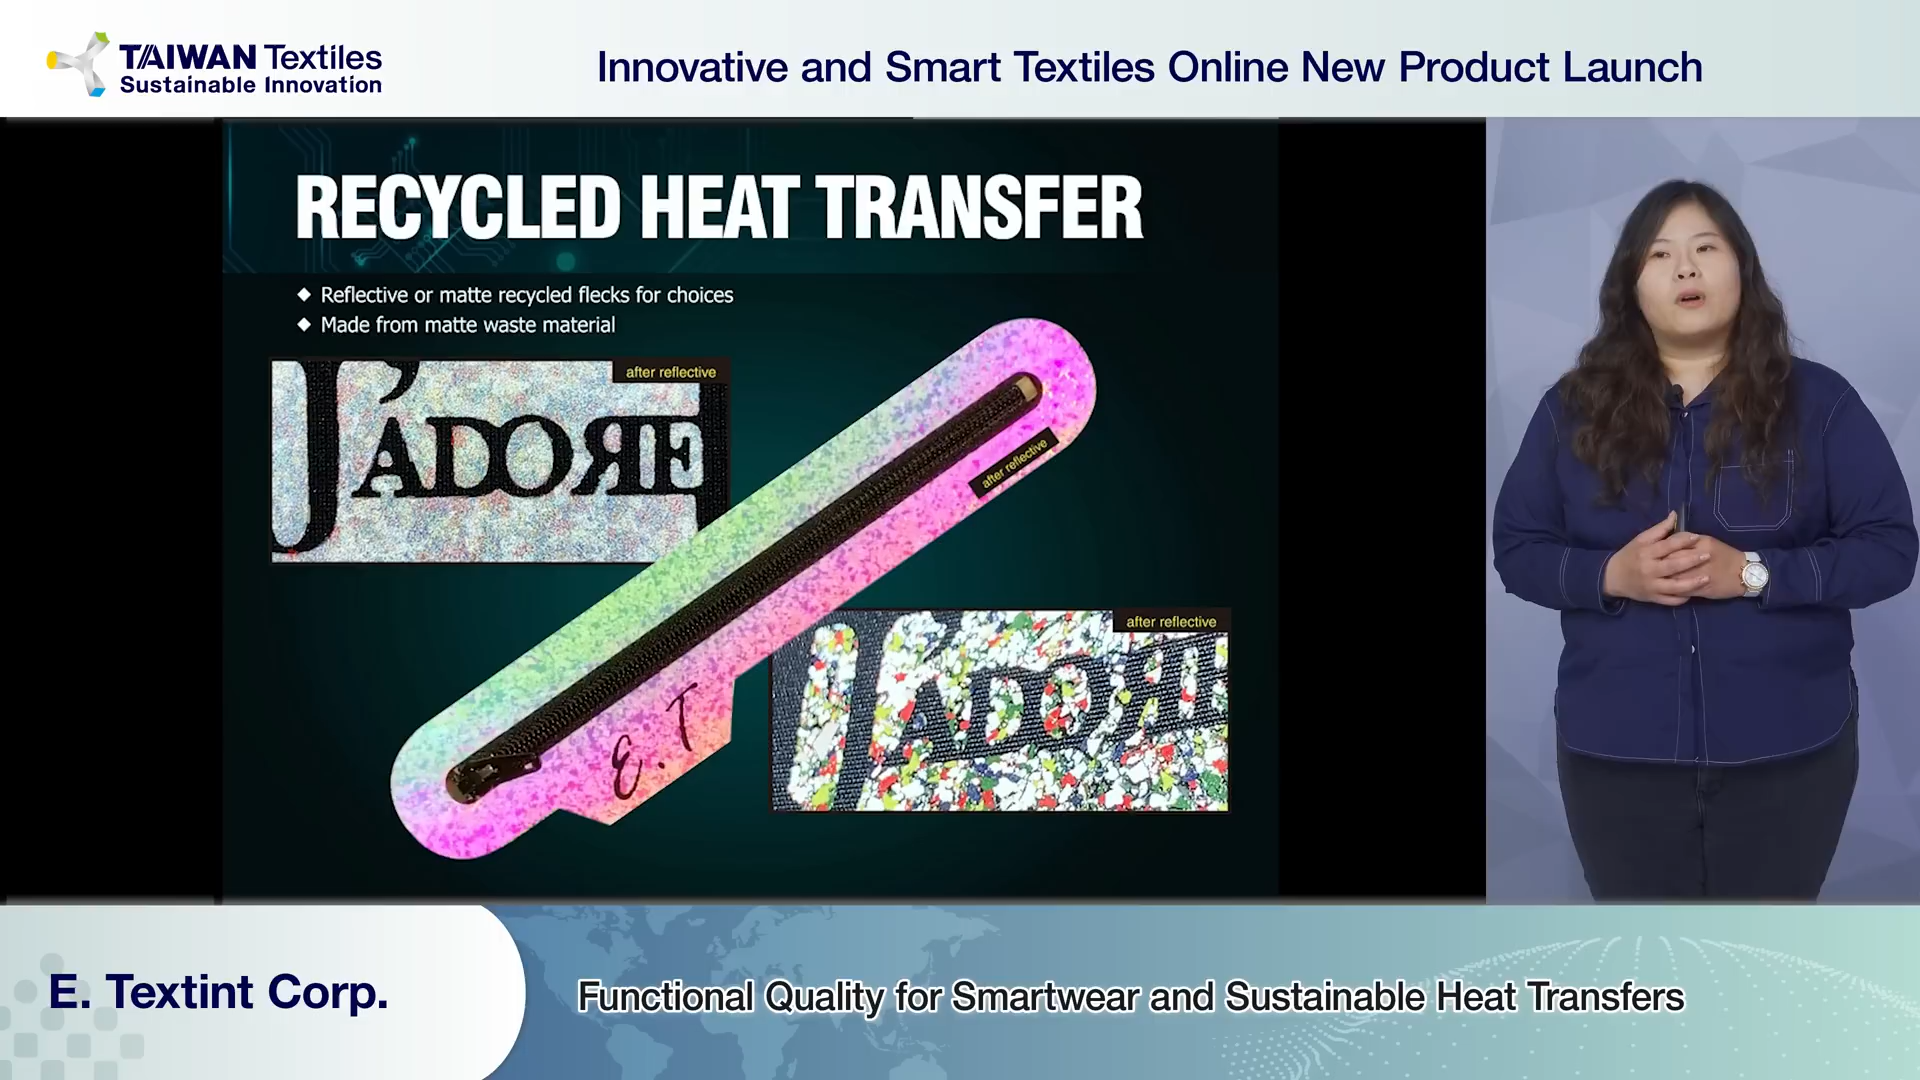 TAIWAN Textiles
Sustainable Innovation
Innovative and Smart Textiles Online New Product Launch
RECYCLED HEAT TRANSFER
Reflective or matte recycled flecks for choices
Made from matte waste material
after reflective
J'ADORE
after reflective
E. T
after reflective
J'ADOR
E. Textint Corp.
Functional Quality for Smartwear and Sustainable Heat Transfers